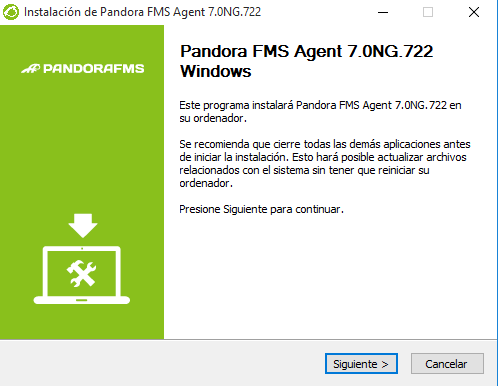 Instalación de Pandora FMS Agent 7.0NG.722
PANDORAFMS
Pandora FMS Agent 7.0NG.722
Windows
Este programa instalará Pandora FMS Agent 7.0NG.722 en
su ordenador.
Se recomienda que cierre todas las demás aplicaciones antes
de iniciar la instalación. Esto hará posible actualizar archivos
relacionados con el sistema sin tener que reiniciar su
ordenador.
Presione Siguiente para continuar.
Siguiente >
Cancelar